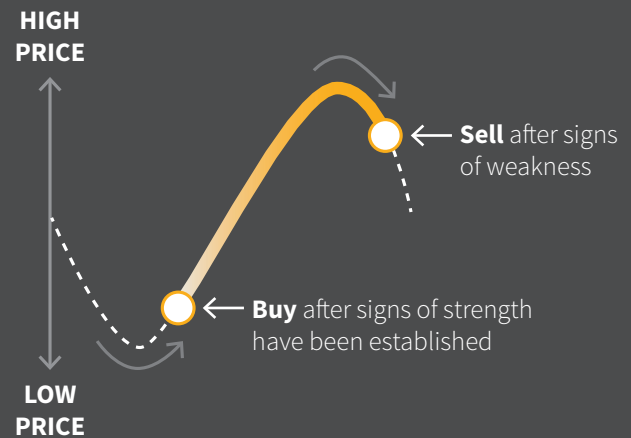 HIGH
PRICE
Sell after signs
of weakness
Buy after signs of strength
have been established
LOW
PRICE